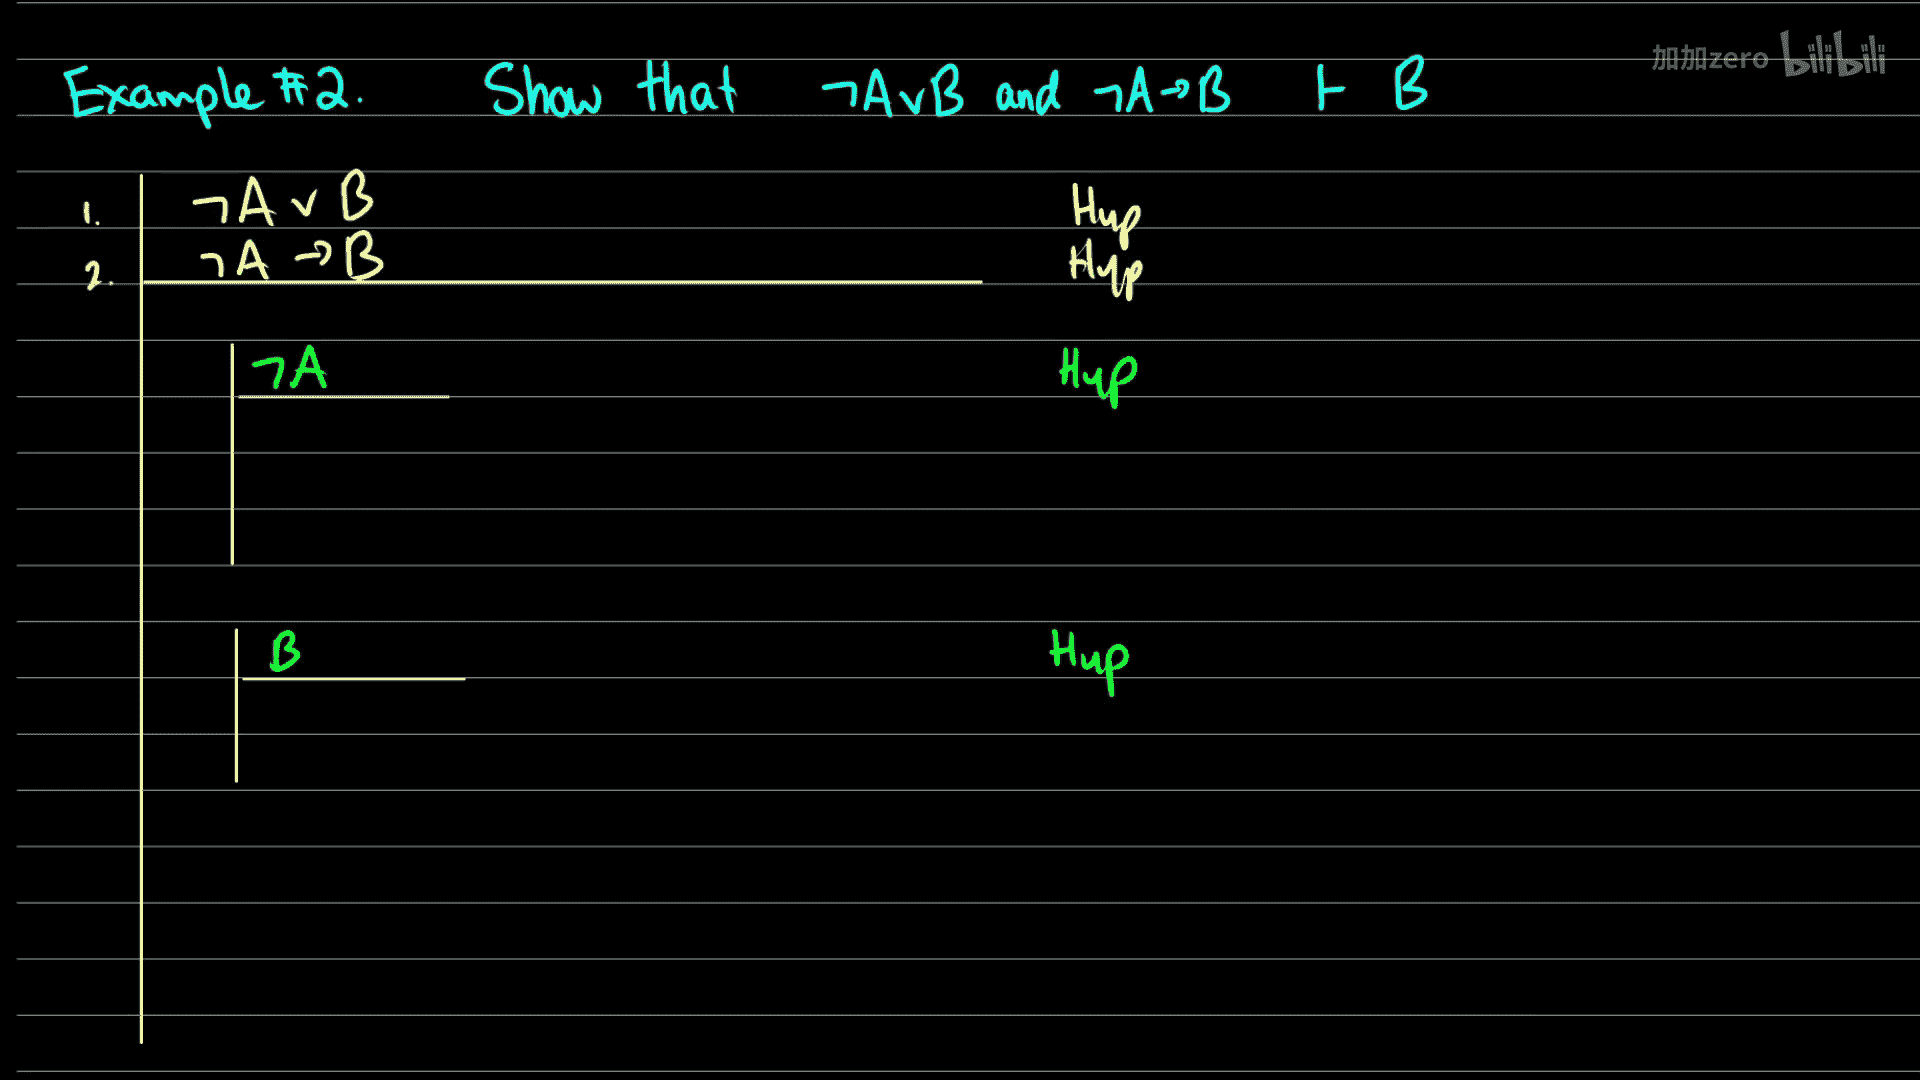 加加zero bilibili
Example #2. Show that ¬A∨B and ¬A→B ⊢ B
1. ¬A∨B Hyp
2. ¬A→B Hyp
¬A Hyp
B Hyp